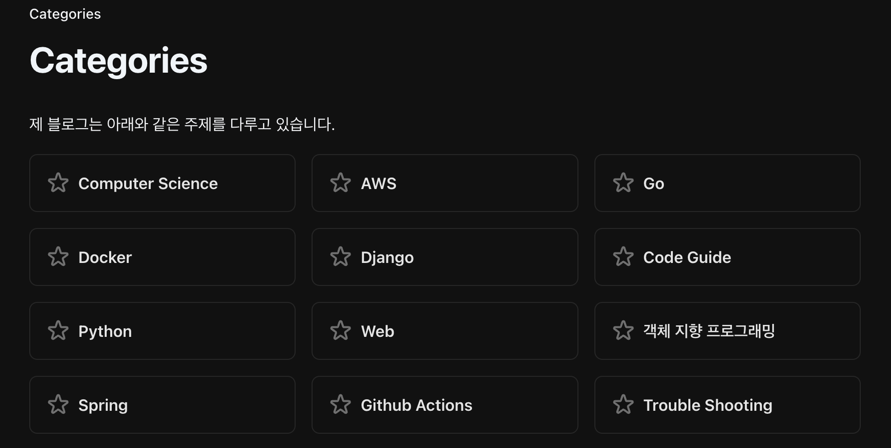 Categories
Categories
제 블로그는 아래와 같은 주제를 다루고 있습니다.
Computer Science
AWS
Go
Docker
Django
Code Guide
Python
Web
객체 지향 프로그래밍
Spring
Github Actions
Trouble Shooting